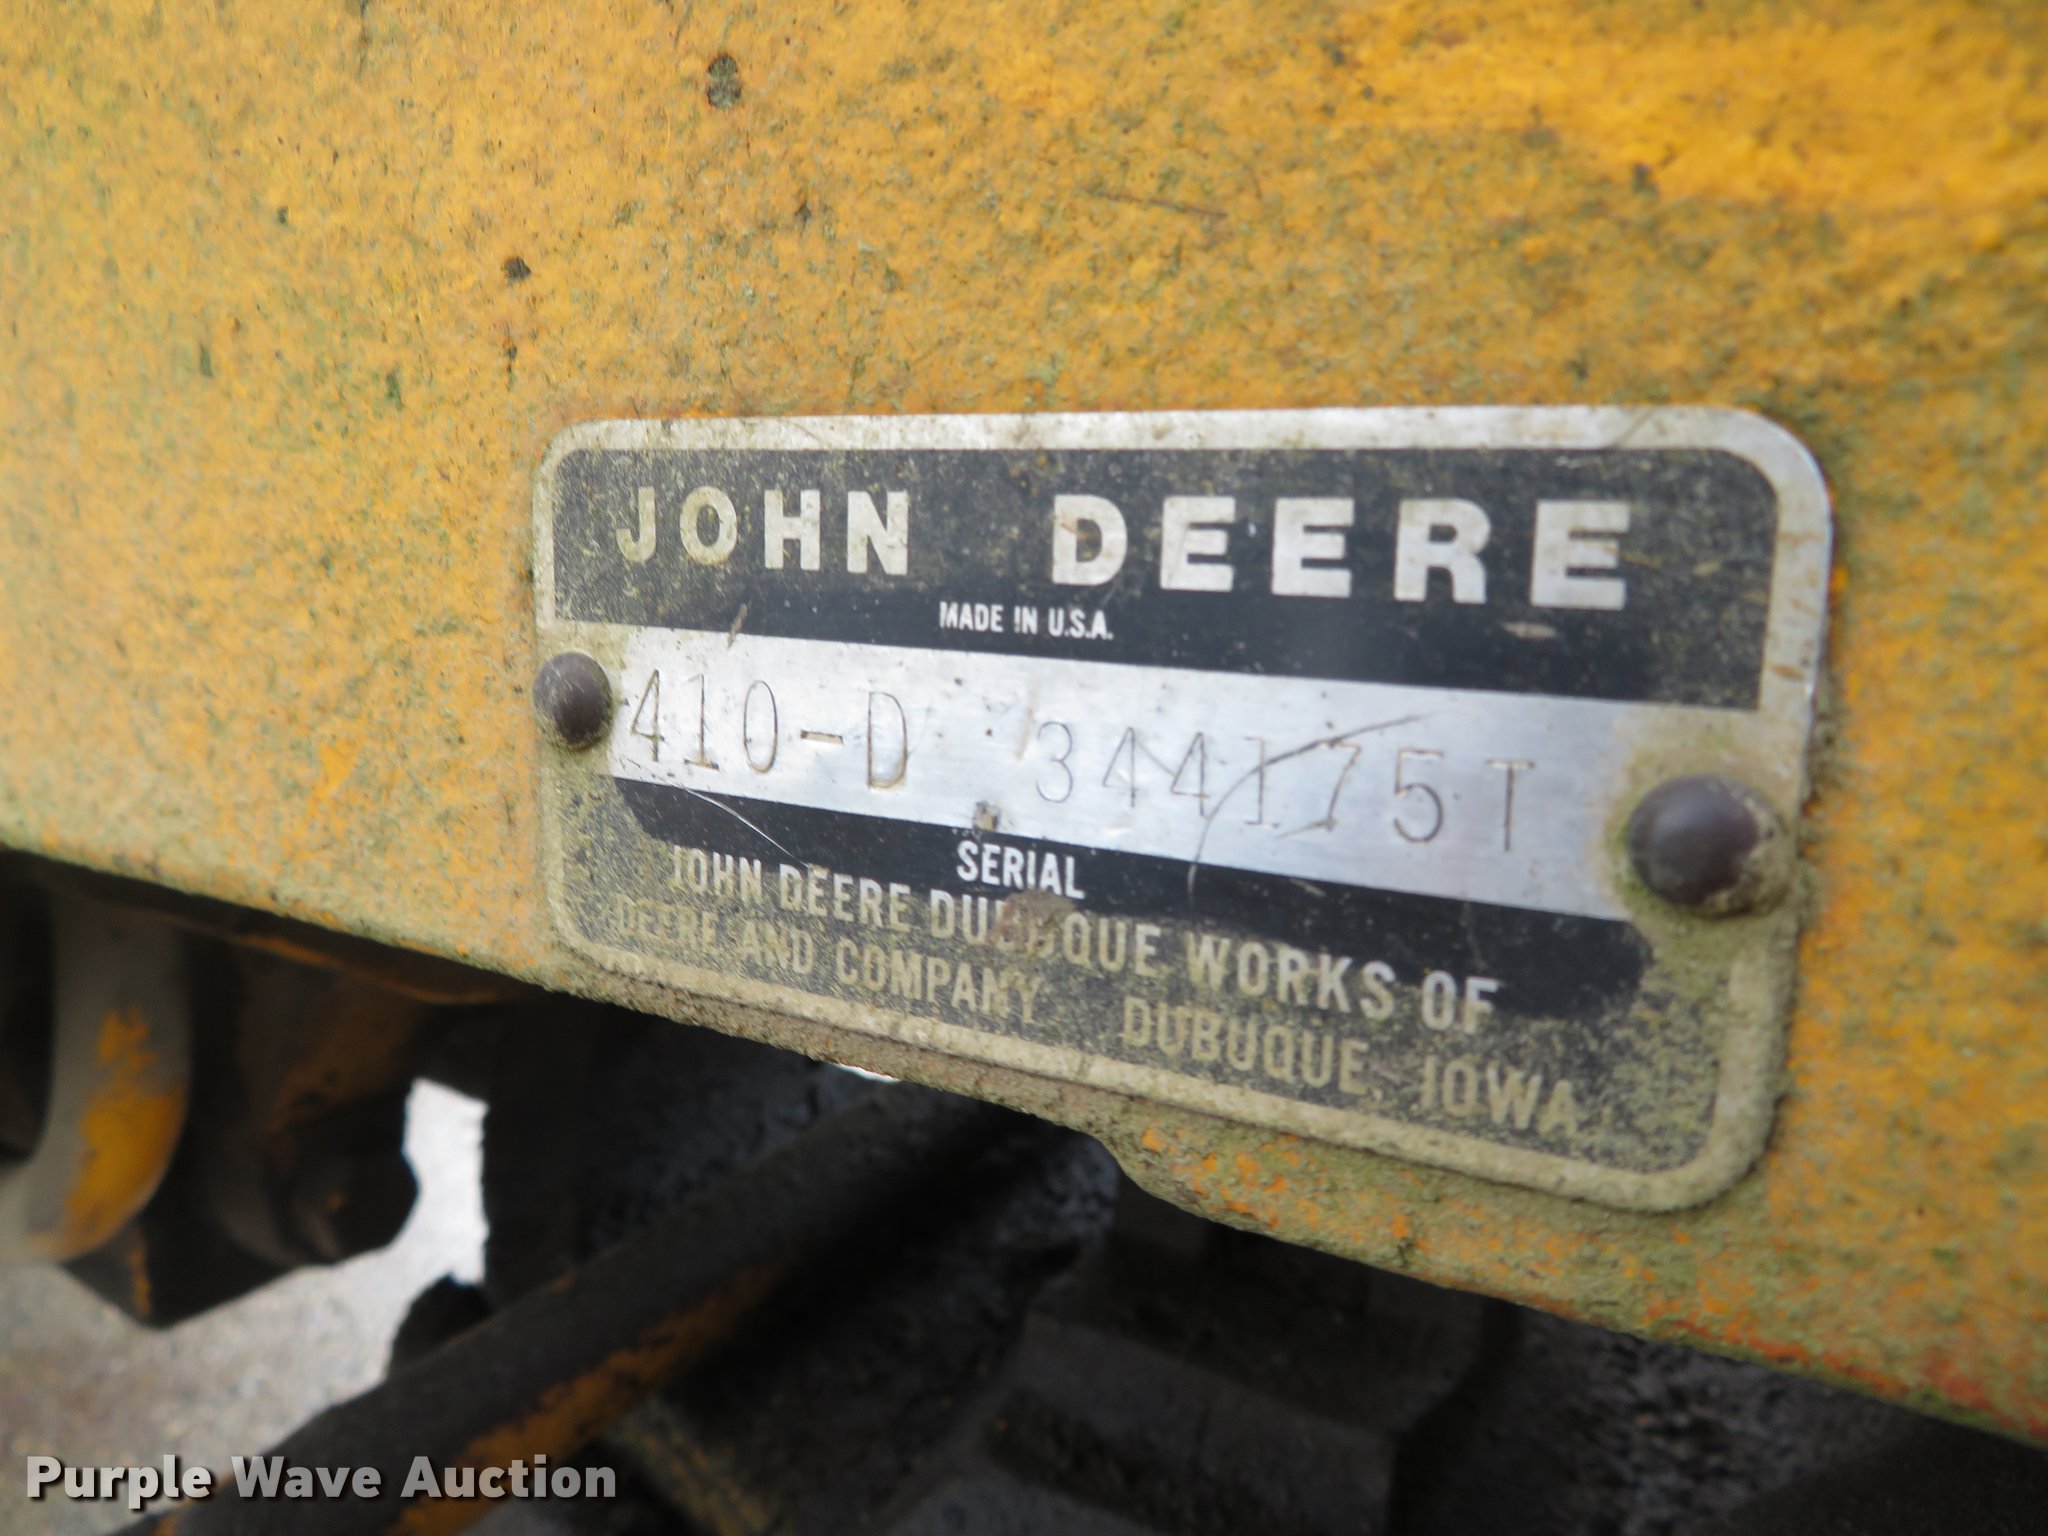 JOHN DEERE
MADE IN U.S.A.
410-D 344175T
SERIAL
JOHN DEERE DUBUQUE WORKS OF
DEERE AND COMPANY DUBUQUE, IOWA
Purple Wave Auction